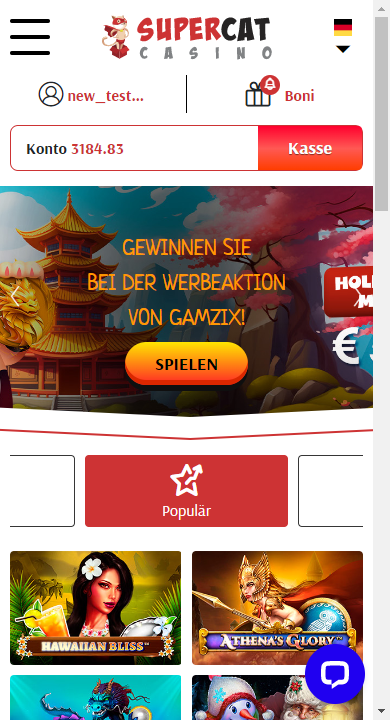 SUPERCAT
CASINO
new_test...
Boni
Konto 3184.83
Kasse
GEWINNEN SIE
BEI DER WERBEAKTION
VON GAMZIX!
SPIELEN
€
Populär
HAWAIIAN BLISS
ATHENA'S GLORY